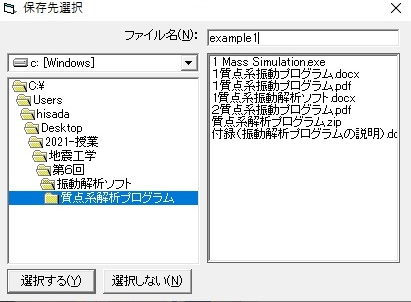 保存先選択
ファイル名(N):
example1
c: [Windows]
C:¥
Users
hisada
Desktop
2021-授業
地震工学
第6回
振動解析ソフト
質点系解析プログラム
1 Mass Simulation.exe
1質点系振動プログラム.docx
1質点系振動プログラム.pdf
1質点系振動解析ソフト.docx
2質点系振動プログラム.pdf
質点系解析プログラム.zip
付録(振動解析プログラムの説明).dc
選択する(Y)
選択しない(N)